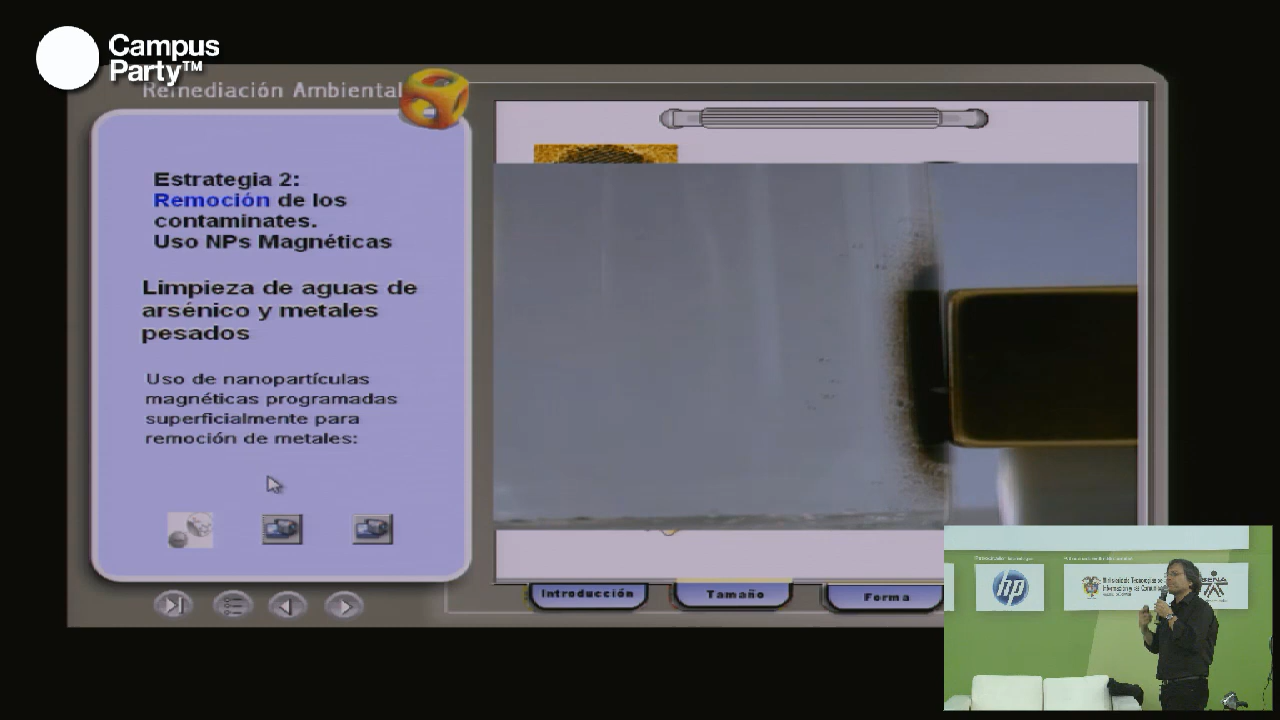 Campus
Party™
Remediación Ambiental
Estrategia 2:
Remoción de los
contaminates.
Uso NPs Magnéticas
Limpieza de aguas de
arsénico y metales
pesados
Uso de nanopartículas
magnéticas programadas
superficialmente para
remoción de metales:
Introducción
Tamaño
Forma
hp